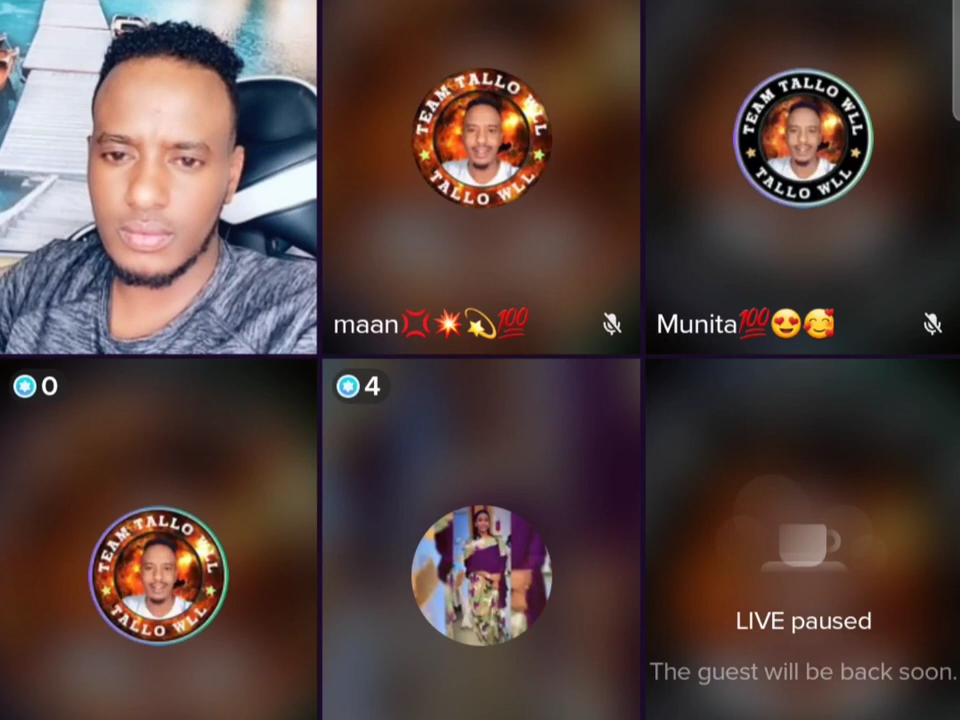 TEAM TALLO WLL
TALLO WLL
TEAM TALLO WLL
TALLO WLL
maan💢💥💫💯
Munita💯😍🥰
0
4
TEAM TALLO WLL
TALLO WLL
LIVE paused
The guest will be back soon.